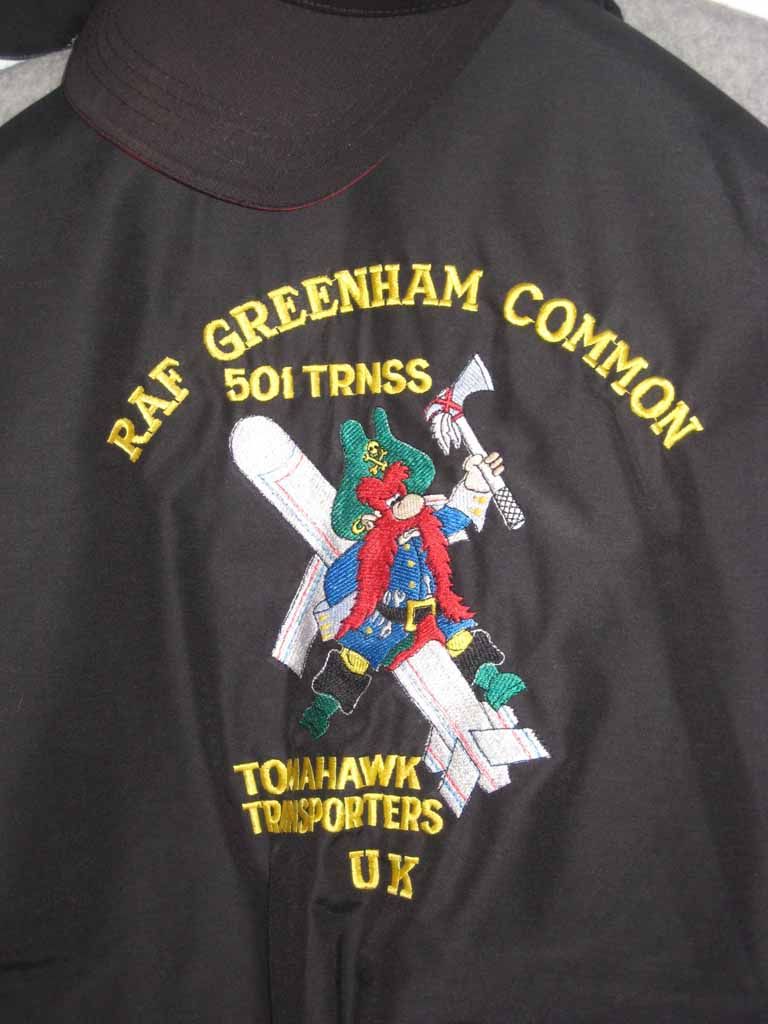 RAF GREENHAM COMMON
501 TRNSS
TOMAHAWK
TRANSPORTERS
UK